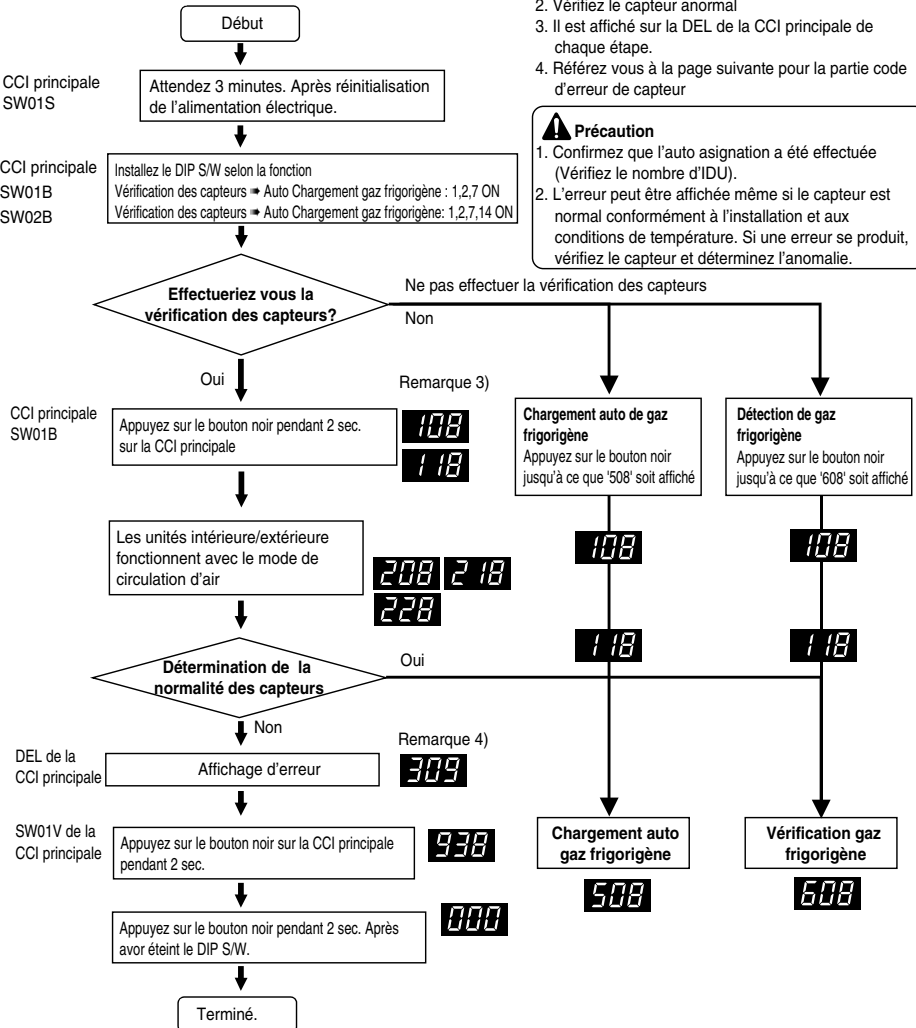 2. Vérifiez le capteur anormal
3. Il est affiché sur la DEL de la CCI principale de
chaque étape.
4. Référez vous à la page suivante pour la partie code
d'erreur de capteur
Précaution
1. Confirmez que l'auto asignation a été effectuée
(Vérifiez le nombre d'IDU).
2. L'erreur peut être affichée même si le capteur est
normal conformément à l'installation et aux
conditions de température. Si une erreur se produit,
vérifiez le capteur et déterminez l'anomalie.
Début
CCI principale
SW01S
Attendez 3 minutes. Après réinitialisation
de l'alimentation électrique.
CCI principale
SW01B
SW02B
Installez le DIP S/W selon la fonction
Vérification des capteurs ➠ Auto Chargement gaz frigorigène : 1,2,7 ON
Vérification des capteurs ➠ Auto Chargement gaz frigorigène: 1,2,7,14 ON
Effectueriez vous la
vérification des capteurs?
Ne pas effectuer la vérification des capteurs
Non
Oui
Remarque 3)
CCI principale
SW01B
Appuyez sur le bouton noir pendant 2 sec.
sur la CCI principale
108
118
Chargement auto de gaz
frigorigène
Appuyez sur le bouton noir
jusqu'à ce que '508' soit affiché
Détection de gaz
frigorigène
Appuyez sur le bouton noir
jusqu'à ce que '608' soit affiché
Les unités intérieure/extérieure
fonctionnent avec le mode de
circulation d'air
208 218
228
108
108
118
118
Détermination de la
normalité des capteurs
Oui
Non
Remarque 4)
DEL de la
CCI principale
Affichage d'erreur
309
SW01V de la
CCI principale
Appuyez sur le bouton noir sur la CCI principale
pendant 2 sec.
938
Chargement auto
gaz frigorigène
508
Vérification gaz
frigorigène
608
Appuyez sur le bouton noir pendant 2 sec. Après
avor éteint le DIP S/W.
000
Terminé.